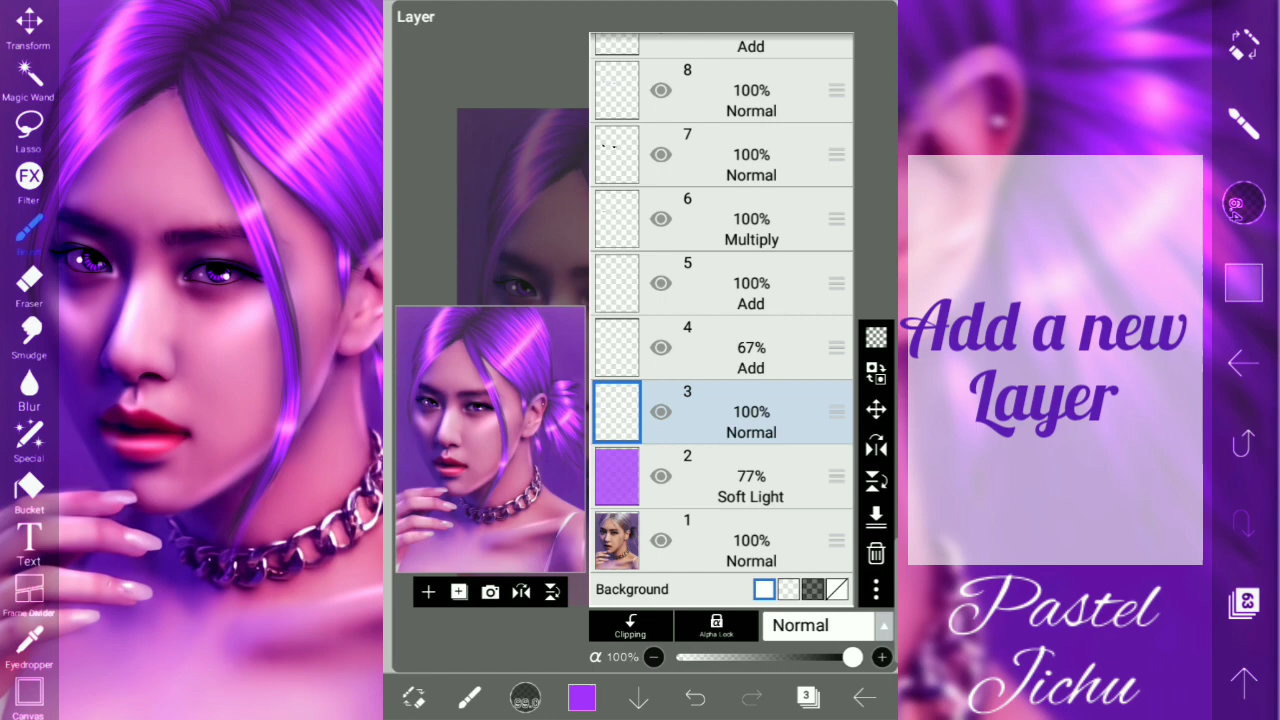 Transform
Magic Wand
Lasso
FX
Filter
Brush
Eraser
Smudge
Blur
Special
Bucket
T
Text
Frame Divider
Eyedropper
Canvas
Layer
Add
8
100%
Normal
7
100%
Normal
6
100%
Multiply
5
100%
Add
4
67%
Add
3
100%
Normal
2
77%
Soft Light
1
100%
Normal
Background
Clipping
Alpha Lock
Normal
α 100%
3
Add a new
Layer
Pastel
Jichu
63